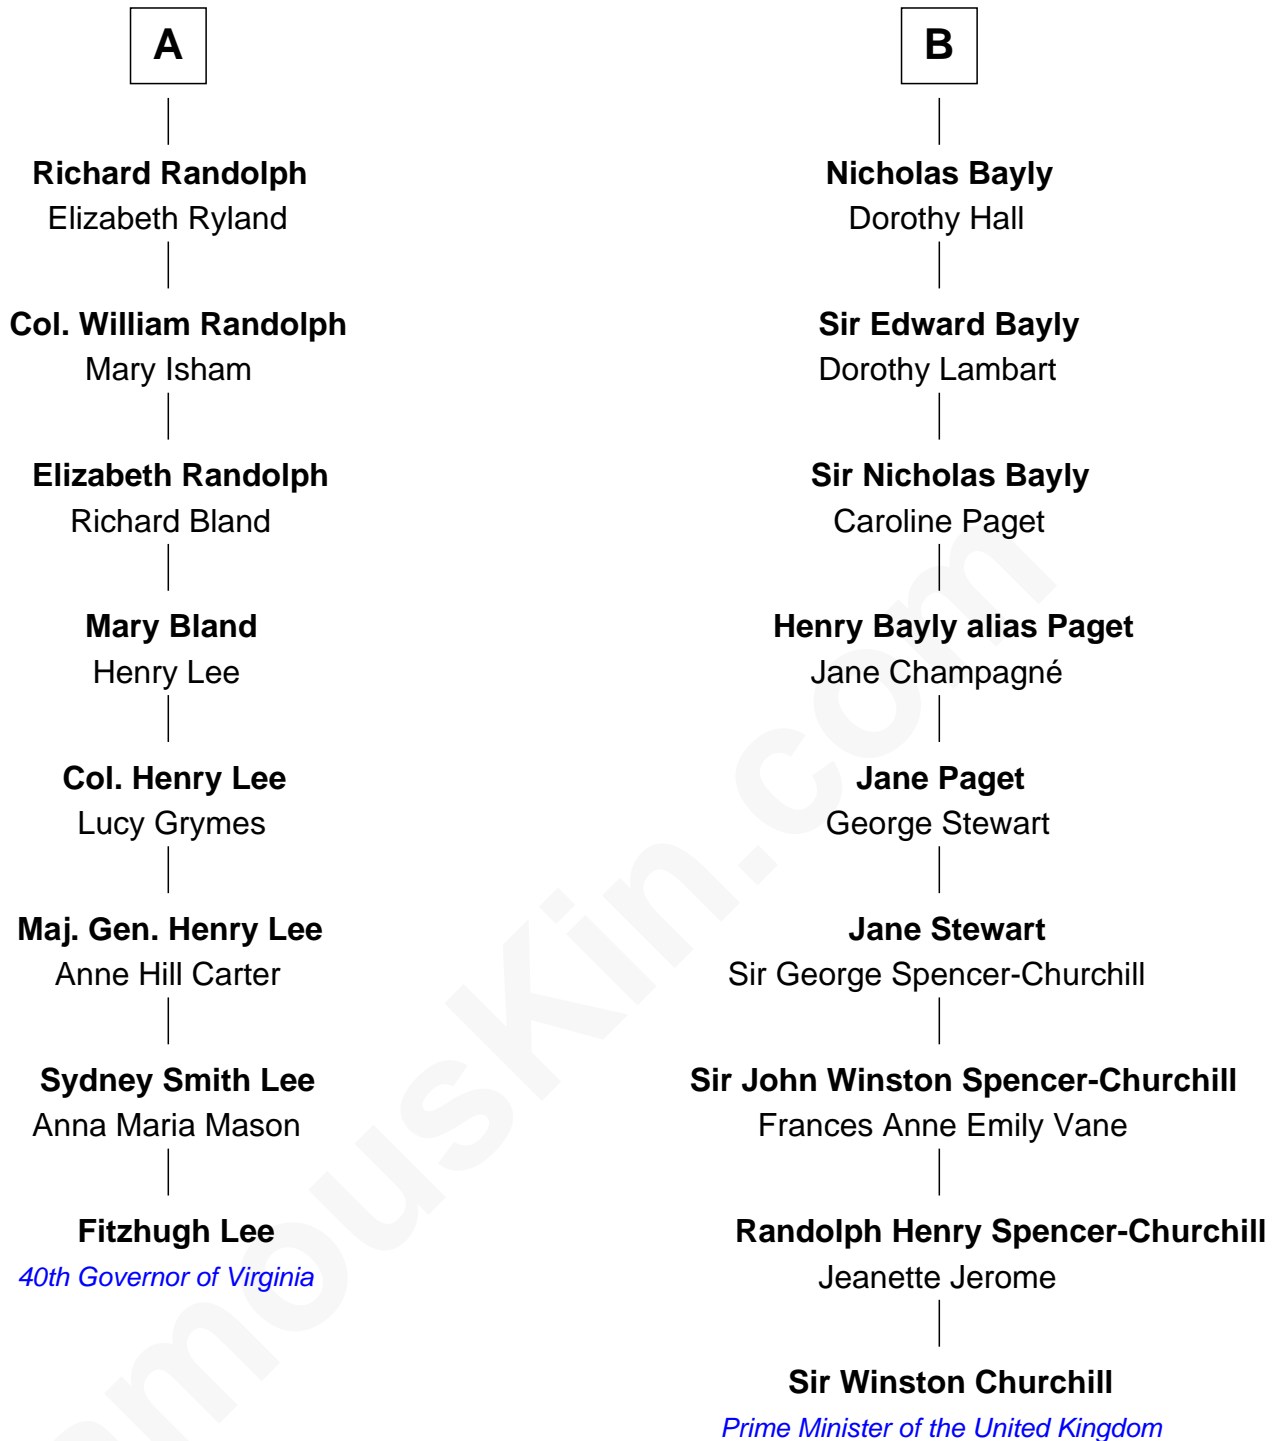 A
Richard Randolph
Elizabeth Ryland
Col. William Randolph
Mary Isham
Elizabeth Randolph
Richard Bland
Mary Bland
Henry Lee
Col. Henry Lee
Lucy Grymes
Maj. Gen. Henry Lee
Anne Hill Carter
Sydney Smith Lee
Anna Maria Mason
Fitzhugh Lee
40th Governor of Virginia
B
Nicholas Bayly
Dorothy Hall
Sir Edward Bayly
Dorothy Lambart
Sir Nicholas Bayly
Caroline Paget
Henry Bayly alias Paget
Jane Champagné
Jane Paget
George Stewart
Jane Stewart
Sir George Spencer-Churchill
Sir John Winston Spencer-Churchill
Frances Anne Emily Vane
Randolph Henry Spencer-Churchill
Jeanette Jerome
Sir Winston Churchill
Prime Minister of the United Kingdom
amouskin.com